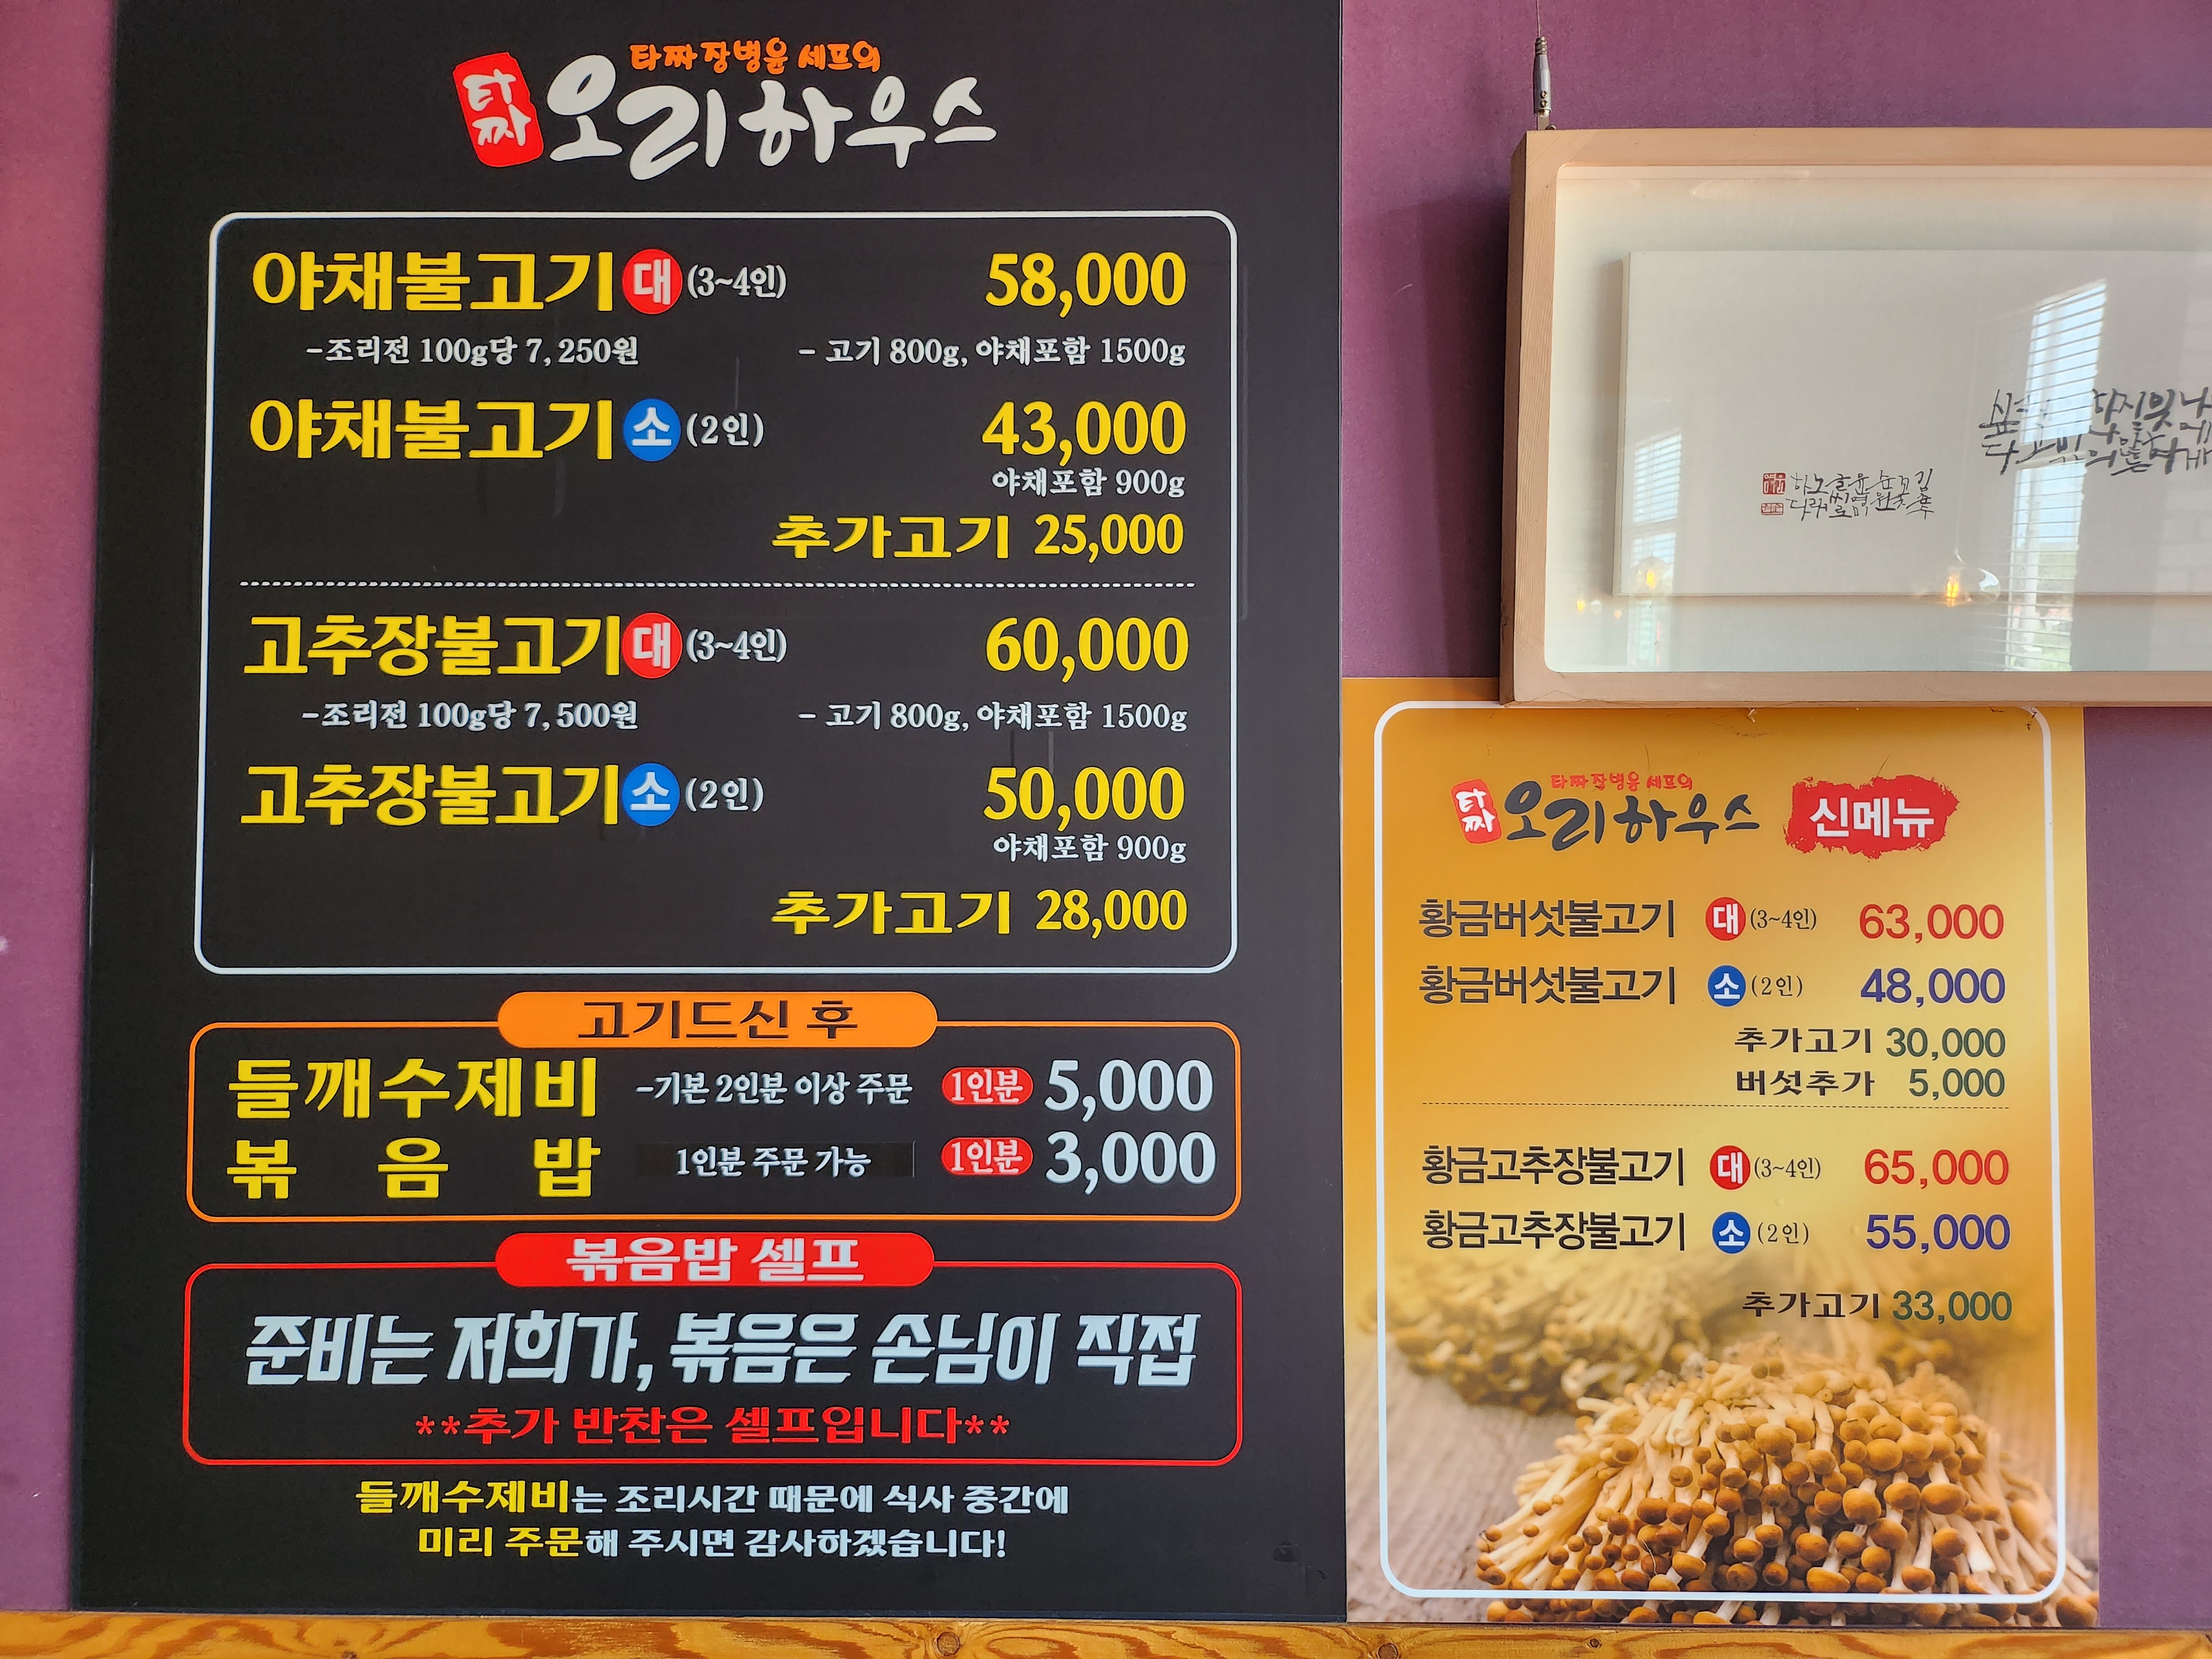 타짜장병윤 셰프의
타짜 오리하우스
야채불고기 대 (3~4인) 58,000
-조리전 100g당 7,250원 - 고기 800g, 야채포함 1500g
야채불고기 소 (2인) 43,000
야채포함 900g
추가고기 25,000
고추장불고기 대 (3~4인) 60,000
-조리전 100g당 7,500원 - 고기 800g, 야채포함 1500g
고추장불고기 소 (2인) 50,000
야채포함 900g
추가고기 28,000
고기드신 후
들깨수제비 -기본 2인분 이상 주문 1인분 5,000
볶음밥 1인분 주문 가능 1인분 3,000
볶음밥 셀프
준비는 저희가, 볶음은 손님이 직접
**추가 반찬은 셀프입니다**
들깨수제비는 조리시간 때문에 식사 중간에
미리 주문해 주시면 감사하겠습니다!
타짜장병윤 셰프의
타짜 오리하우스 신메뉴
황금버섯불고기 대 (3~4인) 63,000
황금버섯불고기 소 (2인) 48,000
추가고기 30,000
버섯추가 5,000
황금고추장불고기 대 (3~4인) 65,000
황금고추장불고기 소 (2인) 55,000
추가고기 33,000